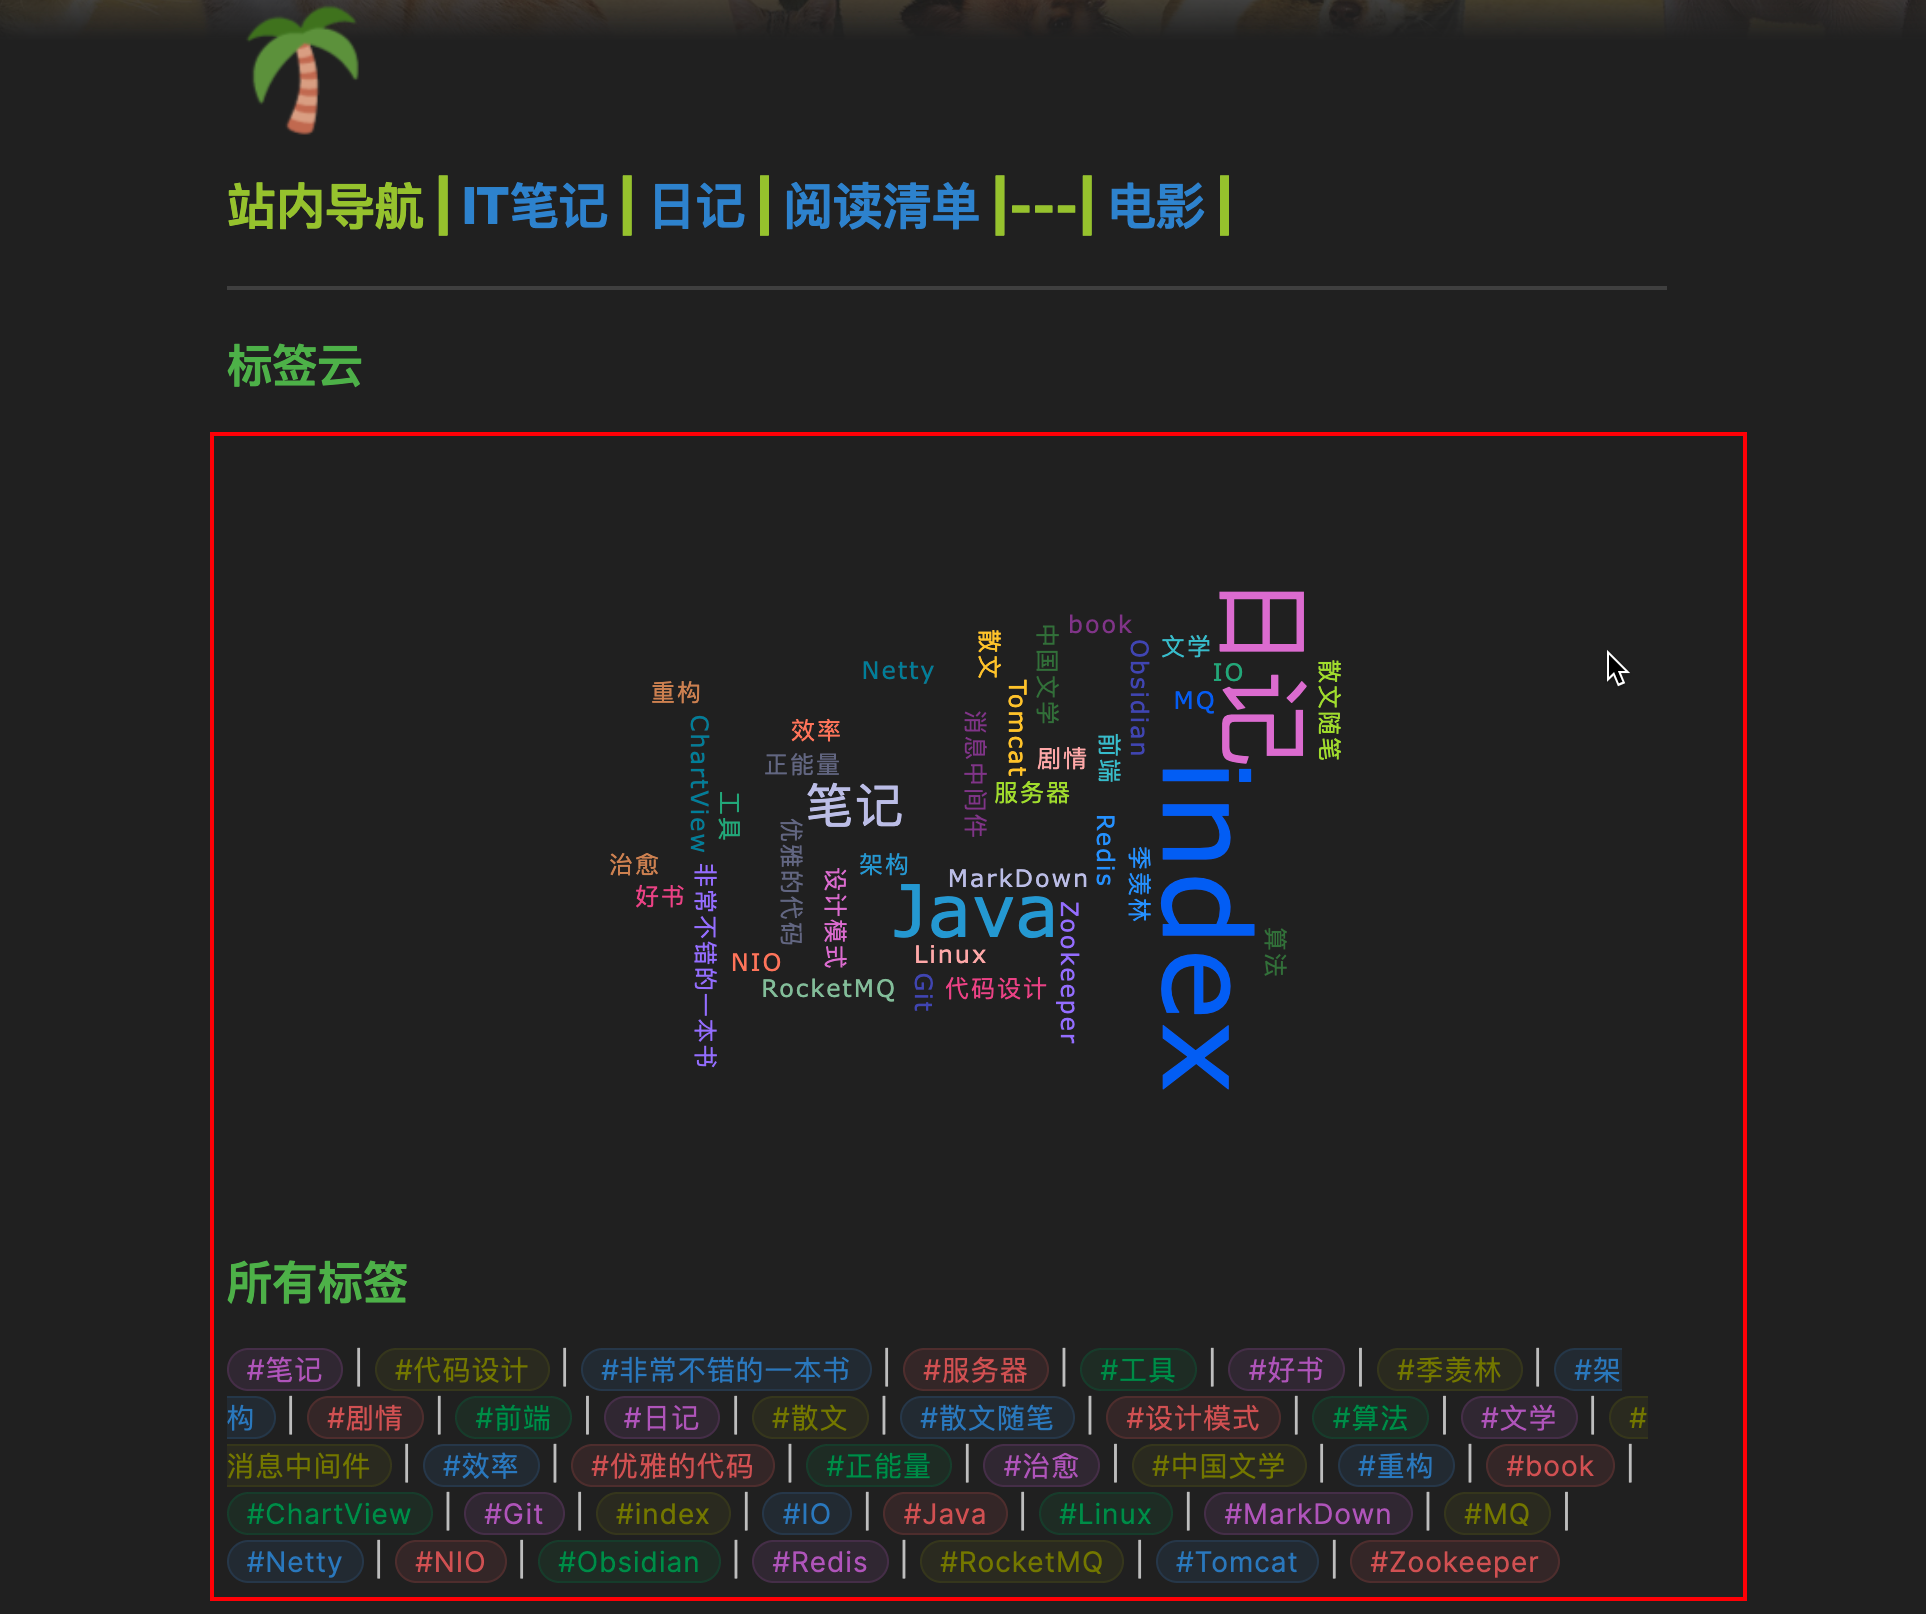 站内导航 | IT笔记 | 日记 | 阅读清单 |---| 电影 |
标签云
日记
book
散文
中国文学
Obsidian
文学
IO
散文随笔
Netty
重构
Tomcat
MQ
消息中间件
ChartView
效率
前端
剧情
正能量
index
笔记
服务器
工具
优雅的代码
Redis
季羡林
治愈
架构
非常不错的一本书
设计模式
MarkDown
好书
Java
Zookeeper
算法
NIO
Linux
RocketMQ
Git
代码设计
所有标签
#笔记 | #代码设计 | #非常不错的一本书 | #服务器 | #工具 | #好书 | #季羡林 | #架
构 | #剧情 | #前端 | #日记 | #散文 | #散文随笔 | #设计模式 | #算法 | #文学 | #
消息中间件 | #效率 | #优雅的代码 | #正能量 | #治愈 | #中国文学 | #重构 | #book |
#ChartView | #Git | #index | #IO | #Java | #Linux | #MarkDown | #MQ |
#Netty | #NIO | #Obsidian | #Redis | #RocketMQ | #Tomcat | #Zookeeper